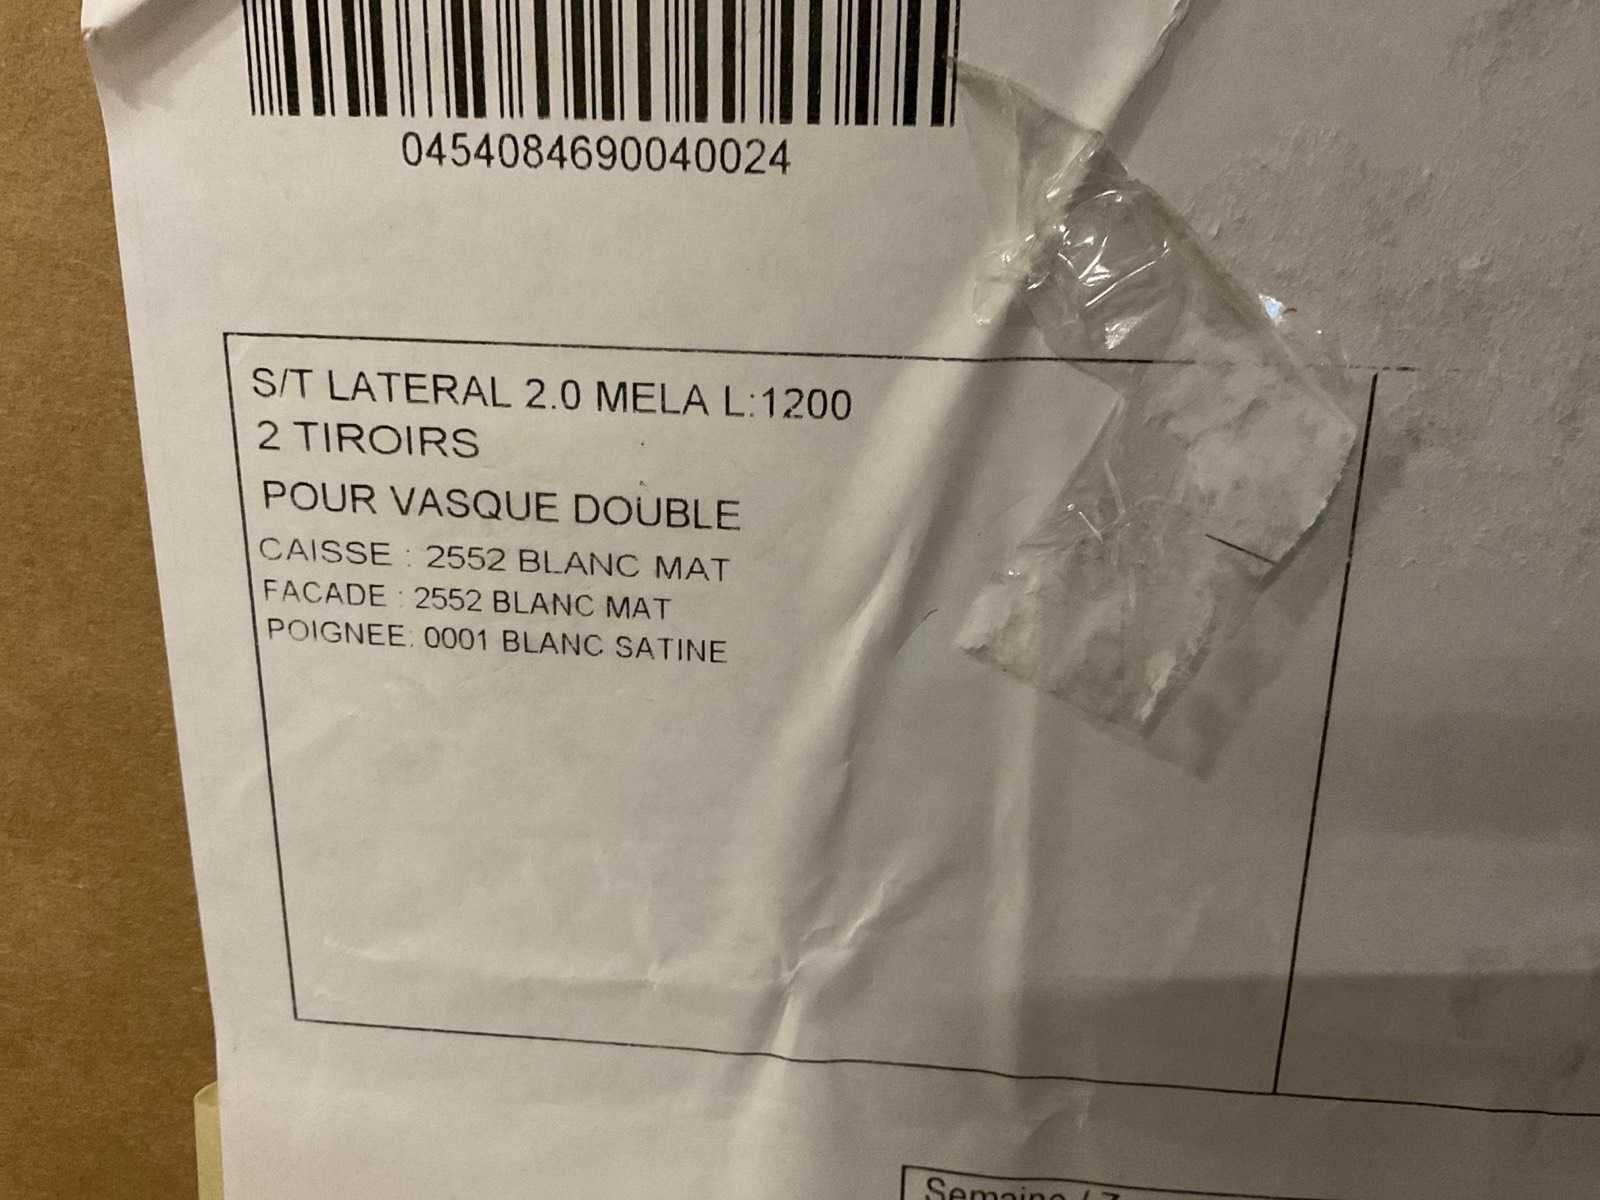 0454084690040024
S/T LATERAL 2.0 MELA L:1200
2 TIROIRS
POUR VASQUE DOUBLE
CAISSE : 2552 BLANC MAT
FACADE : 2552 BLANC MAT
POIGNEE: 0001 BLANC SATINE
Semaine /